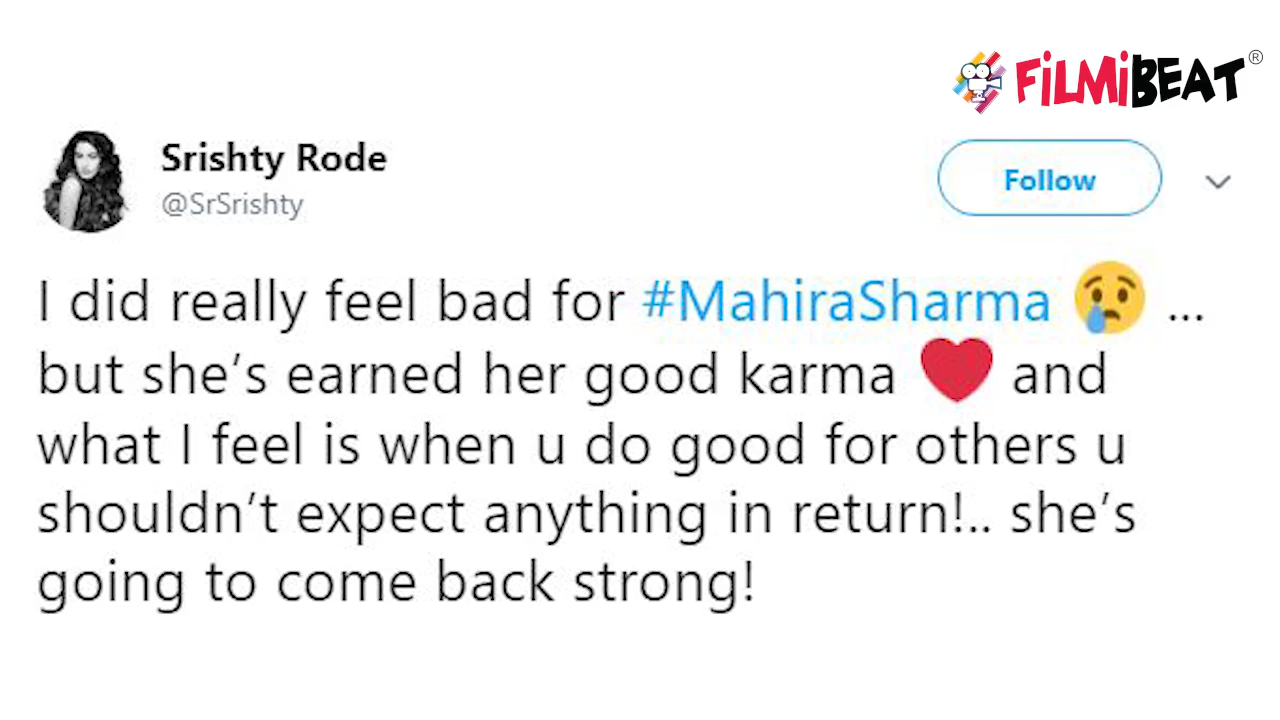 FiLMiBEAT®
Srishty Rode
@SrSrishty
Follow
I did really feel bad for #MahiraSharma 😢 ...
but she’s earned her good karma ❤️ and
what I feel is when u do good for others u
shouldn’t expect anything in return!.. she’s
going to come back strong!